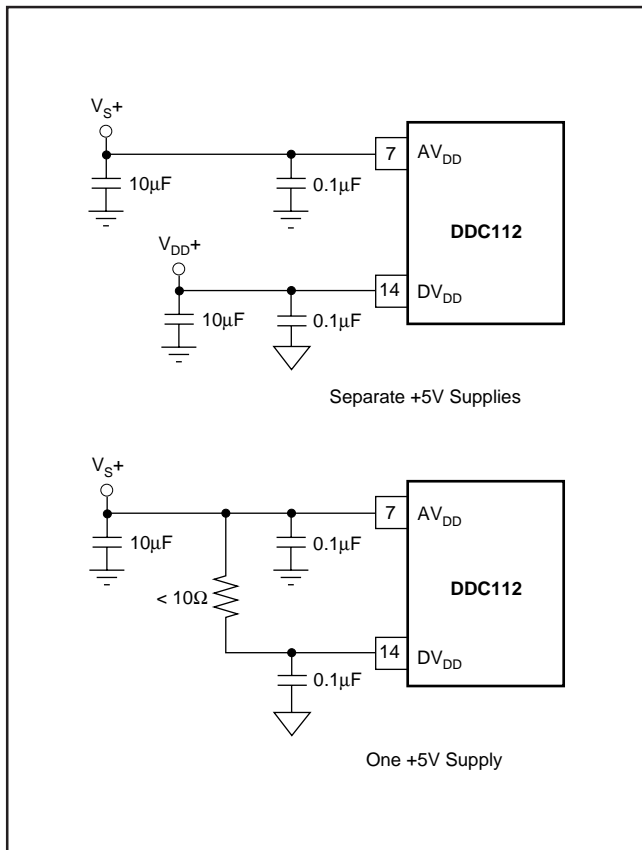 V_S+
7 AV_DD
10μF 0.1μF
DDC112
V_DD+
14 DV_DD
10μF 0.1μF
Separate +5V Supplies
V_S+
7 AV_DD
10μF 0.1μF
< 10Ω
DDC112
14 DV_DD
0.1μF
One +5V Supply